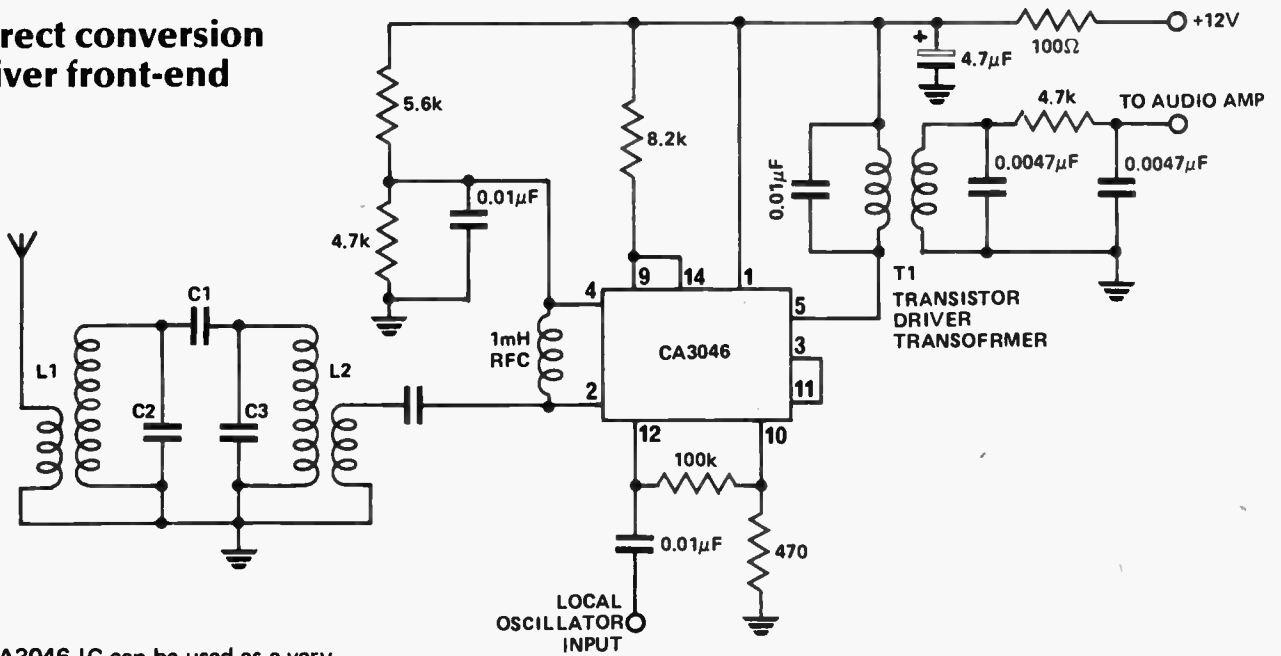 rect conversion
iver front-end
+12V
100Ω
+
4.7μF
4.7k
TO AUDIO AMP
5.6k
8.2k
0.01μF
0.0047μF
0.0047μF
0.01μF
4.7k
9
14
1
4
5
T1
TRANSISTOR
DRIVER
TRANSOFRMER
C1
1mH
RFC
CA3046
3
11
L1
L2
2
C2
C3
12
10
100k
0.01μF
470
LOCAL
OSCILLATOR
INPUT
A3046 IC can be used as a very